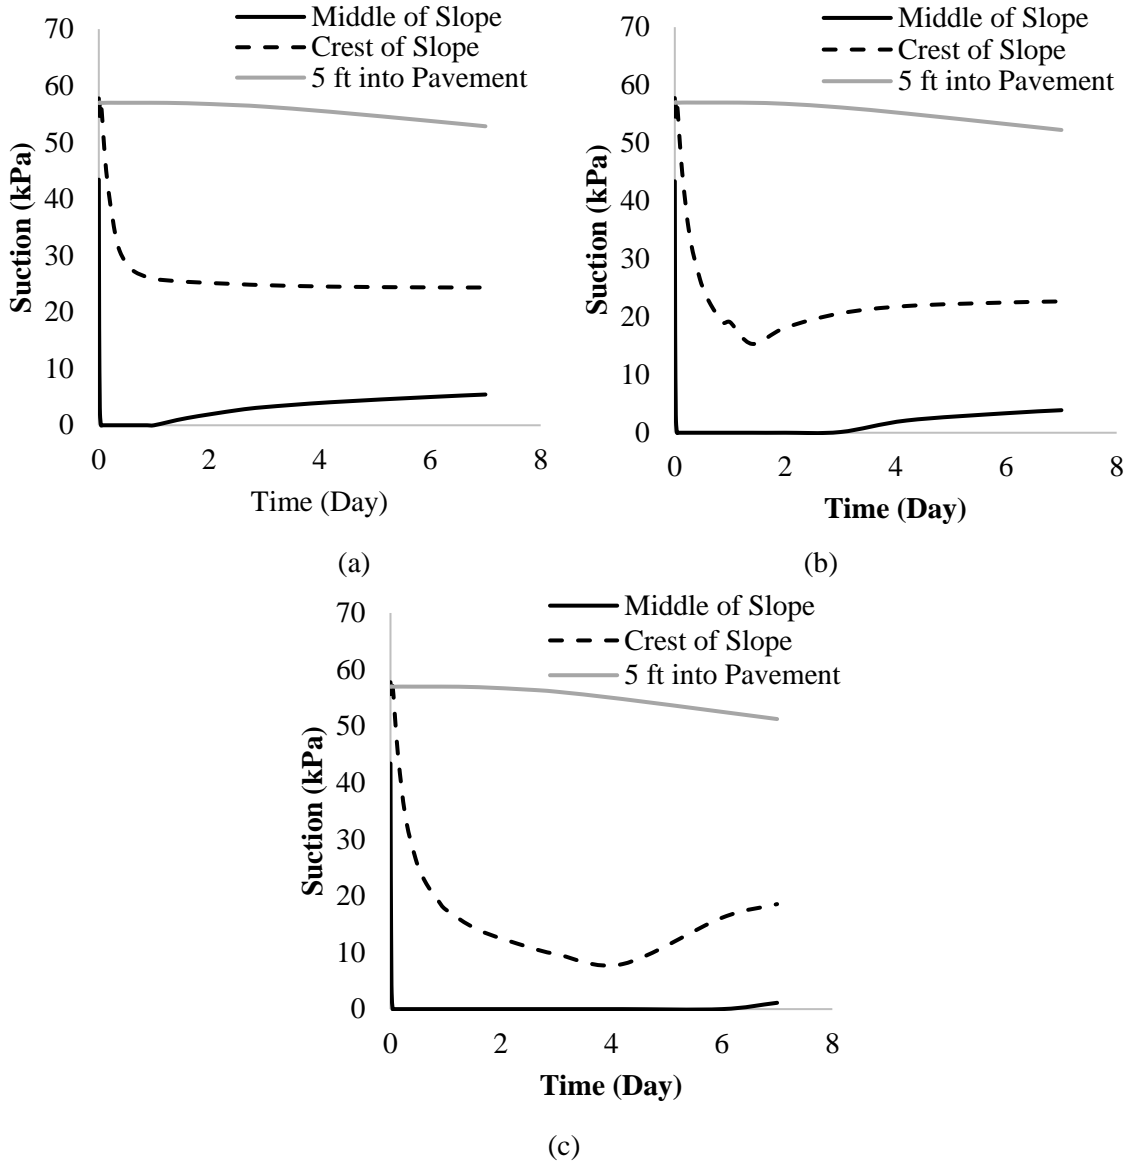 Middle of Slope
Crest of Slope
5 ft into Pavement
70
60
50
40
30
20
10
0
Suction (kPa)
0 2 4 6 8
Time (Day)
(a)
Middle of Slope
Crest of Slope
5 ft into Pavement
70
60
50
40
30
20
10
0
Suction (kPa)
0 2 4 6 8
Time (Day)
(b)
Middle of Slope
Crest of Slope
5 ft into Pavement
70
60
50
40
30
20
10
0
Suction (kPa)
0 2 4 6 8
Time (Day)
(c)